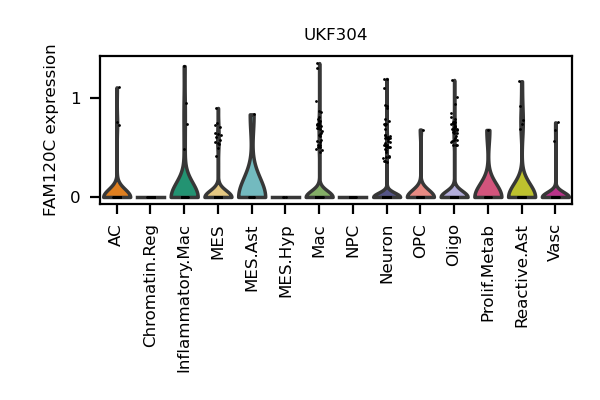 UKF304
FAM120C expression
1
0
AC
Chromatin.Reg
Inflammatory.Mac
MES
MES.Ast
MES.Hyp
Mac
NPC
Neuron
OPC
Oligo
Prolif.Metab
Reactive.Ast
Vasc